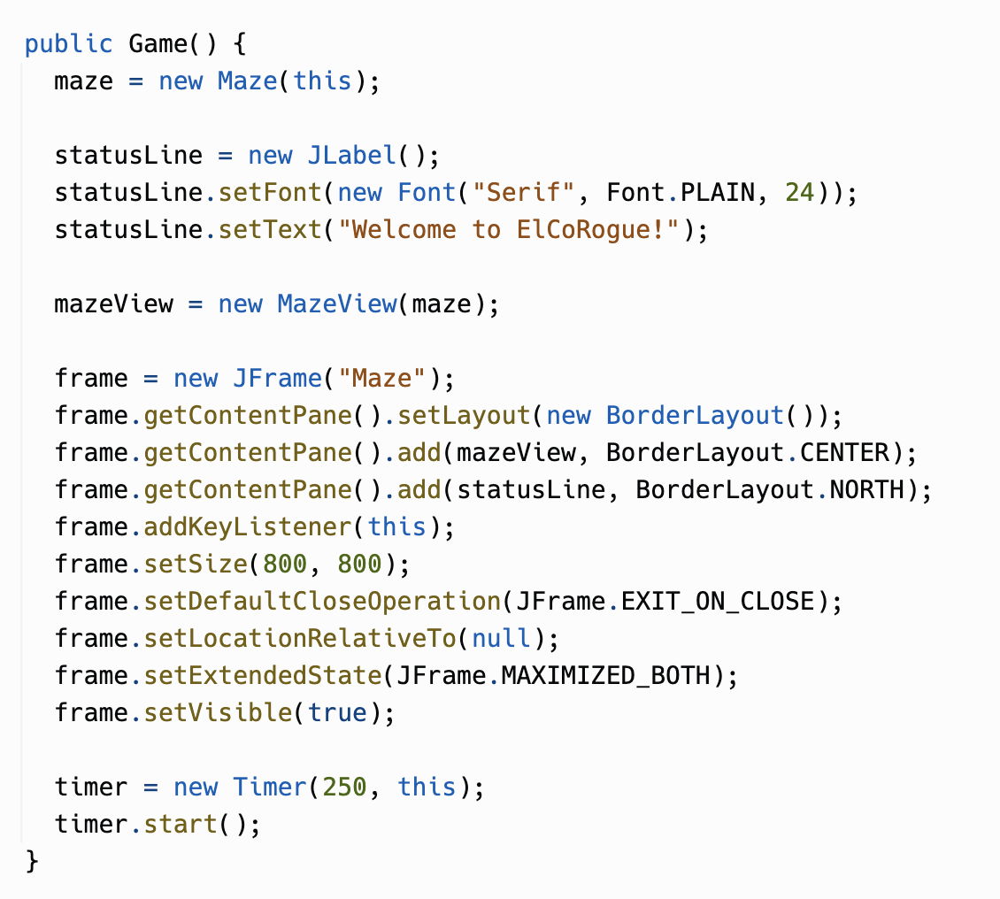 public Game() {
  maze = new Maze(this);

  statusLine = new JLabel();
  statusLine.setFont(new Font("Serif", Font.PLAIN, 24));
  statusLine.setText("Welcome to ElCoRogue!");

  mazeView = new MazeView(maze);

  frame = new JFrame("Maze");
  frame.getContentPane().setLayout(new BorderLayout());
  frame.getContentPane().add(mazeView, BorderLayout.CENTER);
  frame.getContentPane().add(statusLine, BorderLayout.NORTH);
  frame.addKeyListener(this);
  frame.setSize(800, 800);
  frame.setDefaultCloseOperation(JFrame.EXIT_ON_CLOSE);
  frame.setLocationRelativeTo(null);
  frame.setExtendedState(JFrame.MAXIMIZED_BOTH);
  frame.setVisible(true);

  timer = new Timer(250, this);
  timer.start();
}